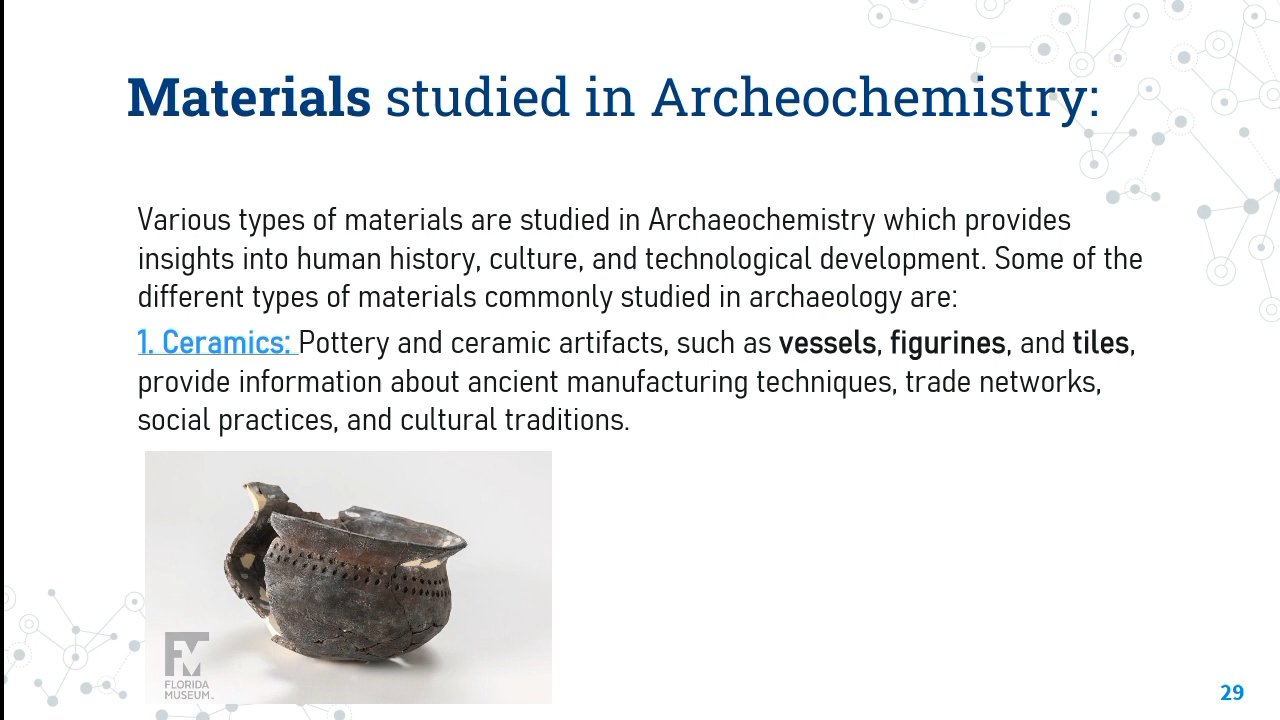 Materials studied in Archeochemistry:
Various types of materials are studied in Archaeochemistry which provides
insights into human history, culture, and technological development. Some of the
different types of materials commonly studied in archaeology are:
1. Ceramics: Pottery and ceramic artifacts, such as vessels, figurines, and tiles,
provide information about ancient manufacturing techniques, trade networks,
social practices, and cultural traditions.
FM
FLORIDA
MUSEUM
29